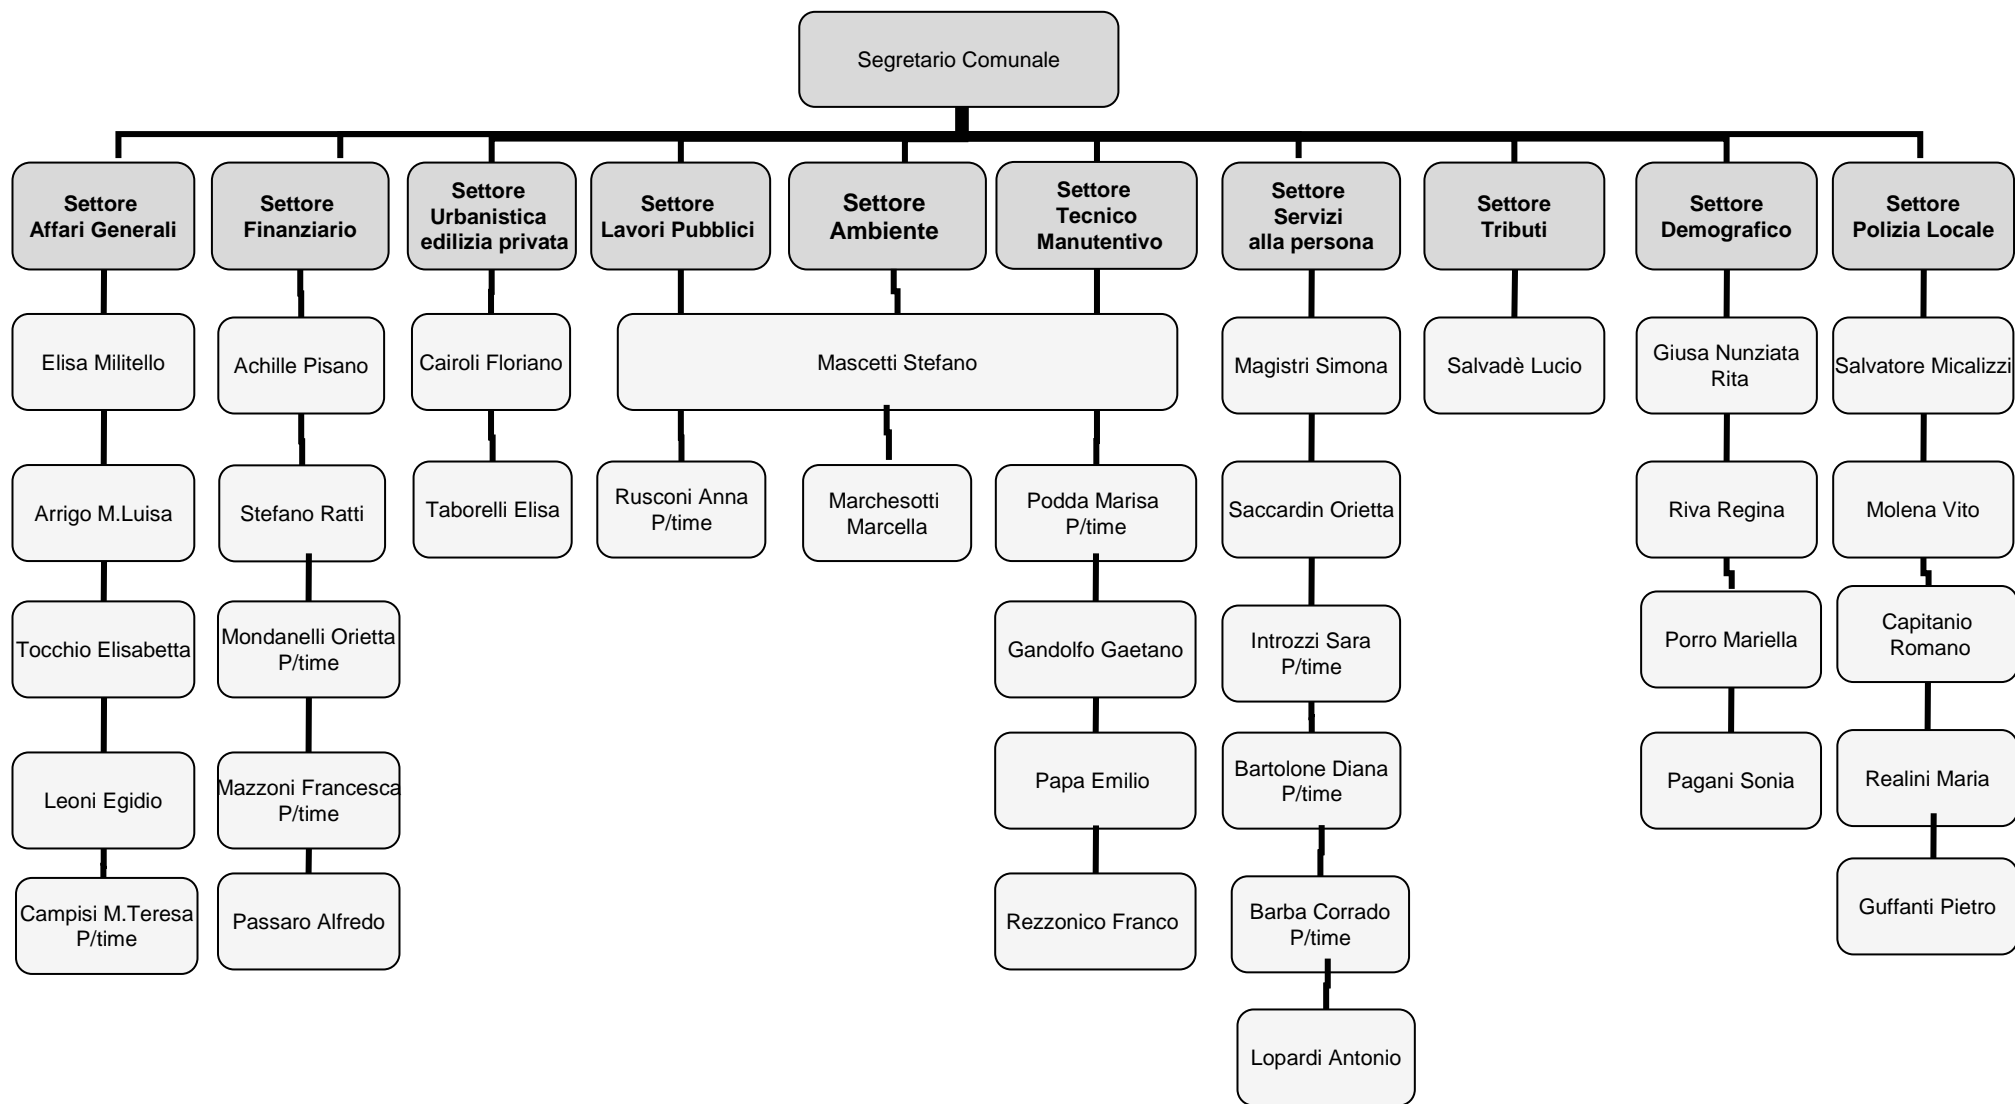 Segretario Comunale
Settore
Affari Generali
Settore
Finanziario
Settore
Urbanistica
edilizia privata
Settore
Lavori Pubblici
Settore
Ambiente
Settore
Tecnico
Manutentivo
Settore
Servizi
alla persona
Settore
Tributi
Settore
Demografico
Settore
Polizia Locale
Elisa Militello
Achille Pisano
Cairoli Floriano
Mascetti Stefano
Magistri Simona
Salvadè Lucio
Giusa Nunziata
Rita
Salvatore Micalizzi
Arrigo M.Luisa
Stefano Ratti
Taborelli Elisa
Rusconi Anna
P/time
Marchesotti
Marcella
Podda Marisa
P/time
Saccardin Orietta
Riva Regina
Molena Vito
Tocchio Elisabetta
Mondanelli Orietta
P/time
Gandolfo Gaetano
Introzzi Sara
P/time
Porro Mariella
Capitanio
Romano
Leoni Egidio
Mazzoni Francesca
P/time
Papa Emilio
Bartolone Diana
P/time
Pagani Sonia
Realini Maria
Campisi M.Teresa
P/time
Passaro Alfredo
Rezzonico Franco
Barba Corrado
P/time
Guffanti Pietro
Lopardi Antonio